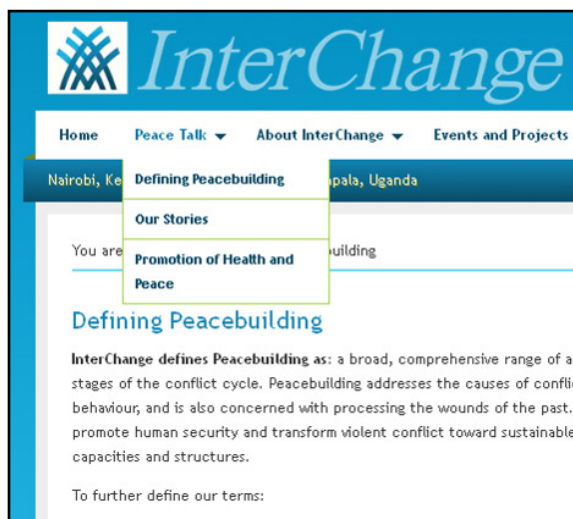 InterChange
Home Peace Talk About InterChange Events and Projects
Defining Peacebuilding
Our Stories
Promotion of Health and
Peace
Nairobi, Ke pala, Uganda
You are uilding
Defining Peacebuilding
InterChange defines Peacebuilding as: a broad, comprehensive range of a
stages of the conflict cycle. Peacebuilding addresses the causes of confli
behaviour, and is also concerned with processing the wounds of the past.
promote human security and transform violent conflict toward sustainable
capacities and structures.
To further define our terms: